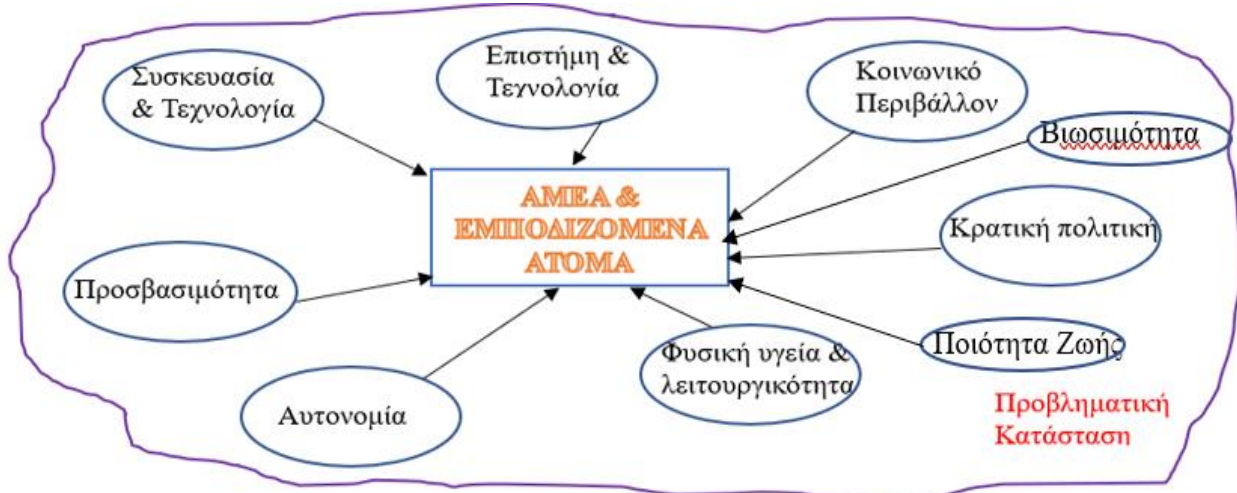 Συσκευασία
& Τεχνολογία
Επιστήμη &
Τεχνολογία
Κοινωνικό
Περιβάλλον
Βιωσιμότητα
ΑΜΕΑ &
ΕΜΠΟΔΙΖΟΜΕΝΑ
ΑΤΟΜΑ
Κρατική πολιτική
Προσβασιμότητα
Ποιότητα Ζωής
Φυσική υγεία &
λειτουργικότητα
Αυτονομία
Προβληματική
Κατάσταση